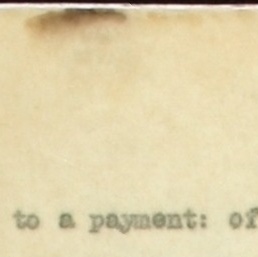 to a payment: of